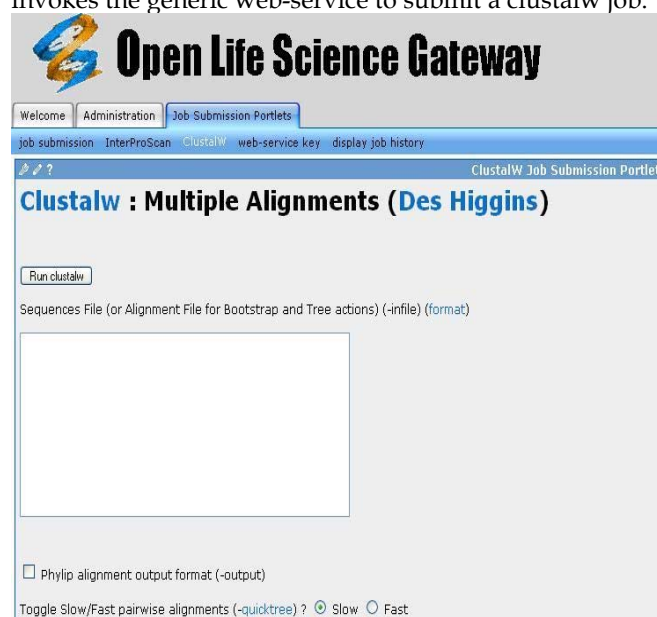 invokes the generic web-service to submit a clustalw job.
Open Life Science Gateway
Welcome Administration Job Submission Portlets
job submission InterProScan ClustalW web-service key display job history
? ClustalW Job Submission Portlet
Clustalw : Multiple Alignments (Des Higgins)
Run clustalw
Sequences File (or Alignment File for Bootstrap and Tree actions) (-infile) (format)
Phylip alignment output format (-output)
Toggle Slow/Fast pairwise alignments (-quicktree) ? Slow Fast